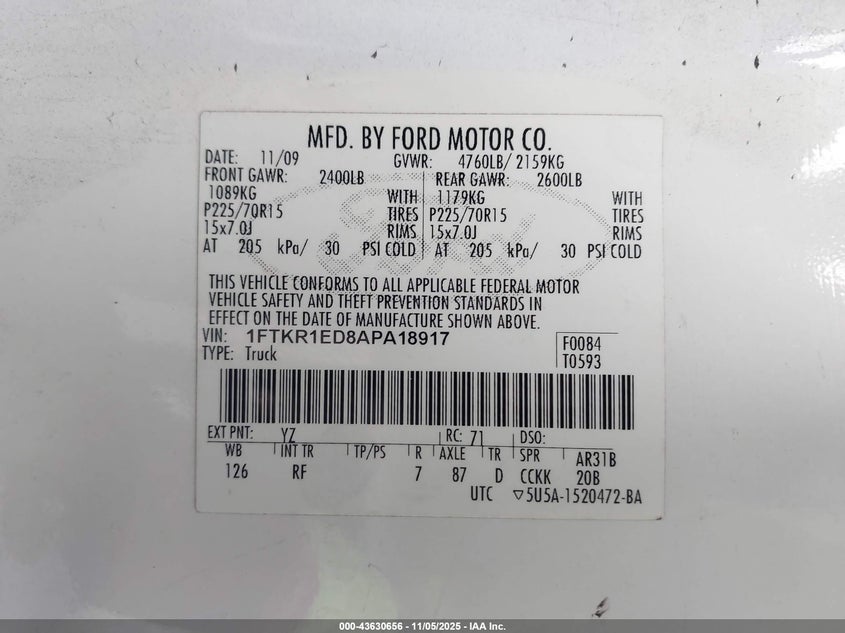 MFD. BY FORD MOTOR CO.
DATE: 11/09 GVWR: 4760LB/ 2159KG
FRONT GAWR: 2400LB REAR GAWR: 2600LB
1089KG WITH 1179KG WITH
P225/70R15 TIRES P225/70R15 TIRES
15x7.0J RIMS 15x7.0J RIMS
AT 205 kPa/ 30 PSI COLD AT 205 kPa/ 30 PSI COLD
THIS VEHICLE CONFORMS TO ALL APPLICABLE FEDERAL MOTOR
VEHICLE SAFETY AND THEFT PREVENTION STANDARDS IN
EFFECT ON THE DATE OF MANUFACTURE SHOWN ABOVE.
VIN: 1FTKR1ED8APA18917
TYPE: Truck
F0084
T0593
EXT PNT: YZ RC: 71 DSO:
WB INT TR TP/PS R AXLE TR SPR AR31B
126 RF 7 87 D CCKK 20B
UTC ▽5U5A-1520472-BA
000-43630656 - 11/05/2025 - IAA Inc.